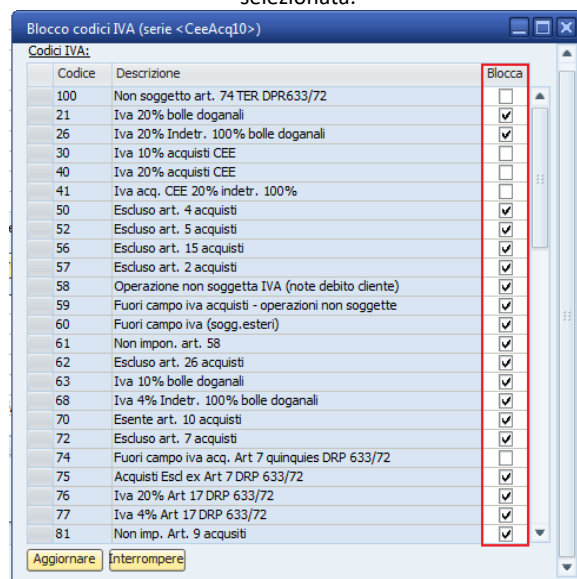 selezionata.
Blocco codici IVA (serie <CeeAcq10>)
Codici IVA:
Codice Descrizione Blocca
100 Non soggetto art. 74 TER DPR633/72
21 Iva 20% bolle doganali
26 Iva 20% Indetr. 100% bolle doganali
30 Iva 10% acquisti CEE
40 Iva 20% acquisti CEE
41 Iva acq. CEE 20% indetr. 100%
50 Escluso art. 4 acquisti
52 Escluso art. 5 acquisti
56 Escluso art. 15 acquisti
57 Escluso art. 2 acquisti
58 Operazione non soggetta IVA (note debito cliente)
59 Fuori campo iva acquisti - operazioni non soggette
60 Fuori campo iva (sogg.esteri)
61 Non impon. art. 58
62 Escluso art. 26 acquisti
63 Iva 10% bolle doganali
68 Iva 4% Indetr. 100% bolle doganali
70 Esente art. 10 acquisti
72 Escluso art. 7 acquisti
74 Fuori campo iva acq. Art 7 quinquies DRP 633/72
75 Acquisti Escl ex Art 7 DRP 633/72
76 Iva 20% Art 17 DRP 633/72
77 Iva 4% Art 17 DRP 633/72
81 Non imp. Art. 9 acqusiti
Aggiornare Interrompere